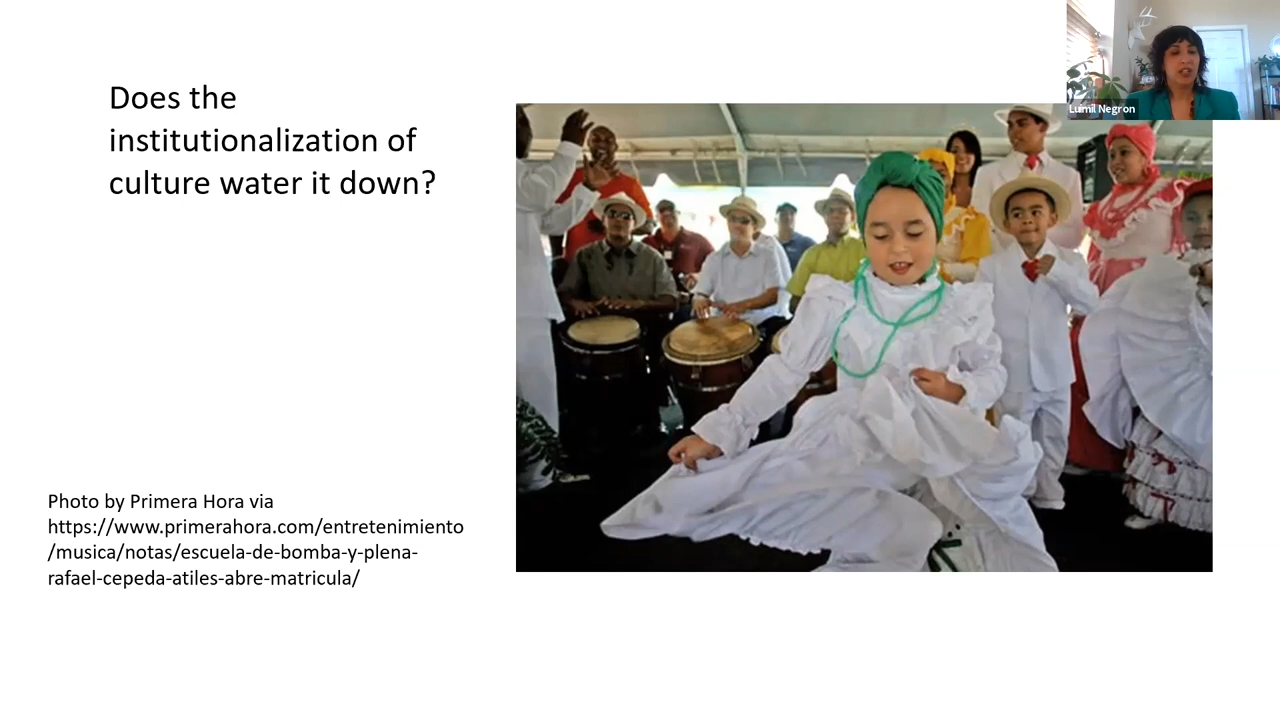 Does the
institutionalization of
culture water it down?
Luimil Negron
Photo by Primera Hora via
https://www.primerahora.com/entretenimiento
/musica/notas/escuela-de-bomba-y-plena-
rafael-cepeda-atiles-abre-matricula/